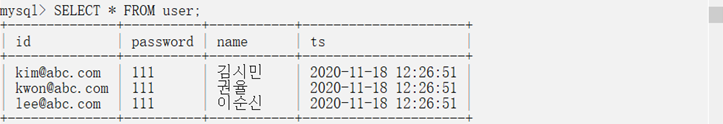 mysql> SELECT * FROM user;
+--------------+----------+--------+---------------------+
| id | password | name | ts |
+--------------+----------+--------+---------------------+
| kim@abc.com | 111 | 김시민 | 2020-11-18 12:26:51 |
| kwon@abc.com | 111 | 권율 | 2020-11-18 12:26:51 |
| lee@abc.com | 111 | 이순신 | 2020-11-18 12:26:51 |
+--------------+----------+--------+---------------------+